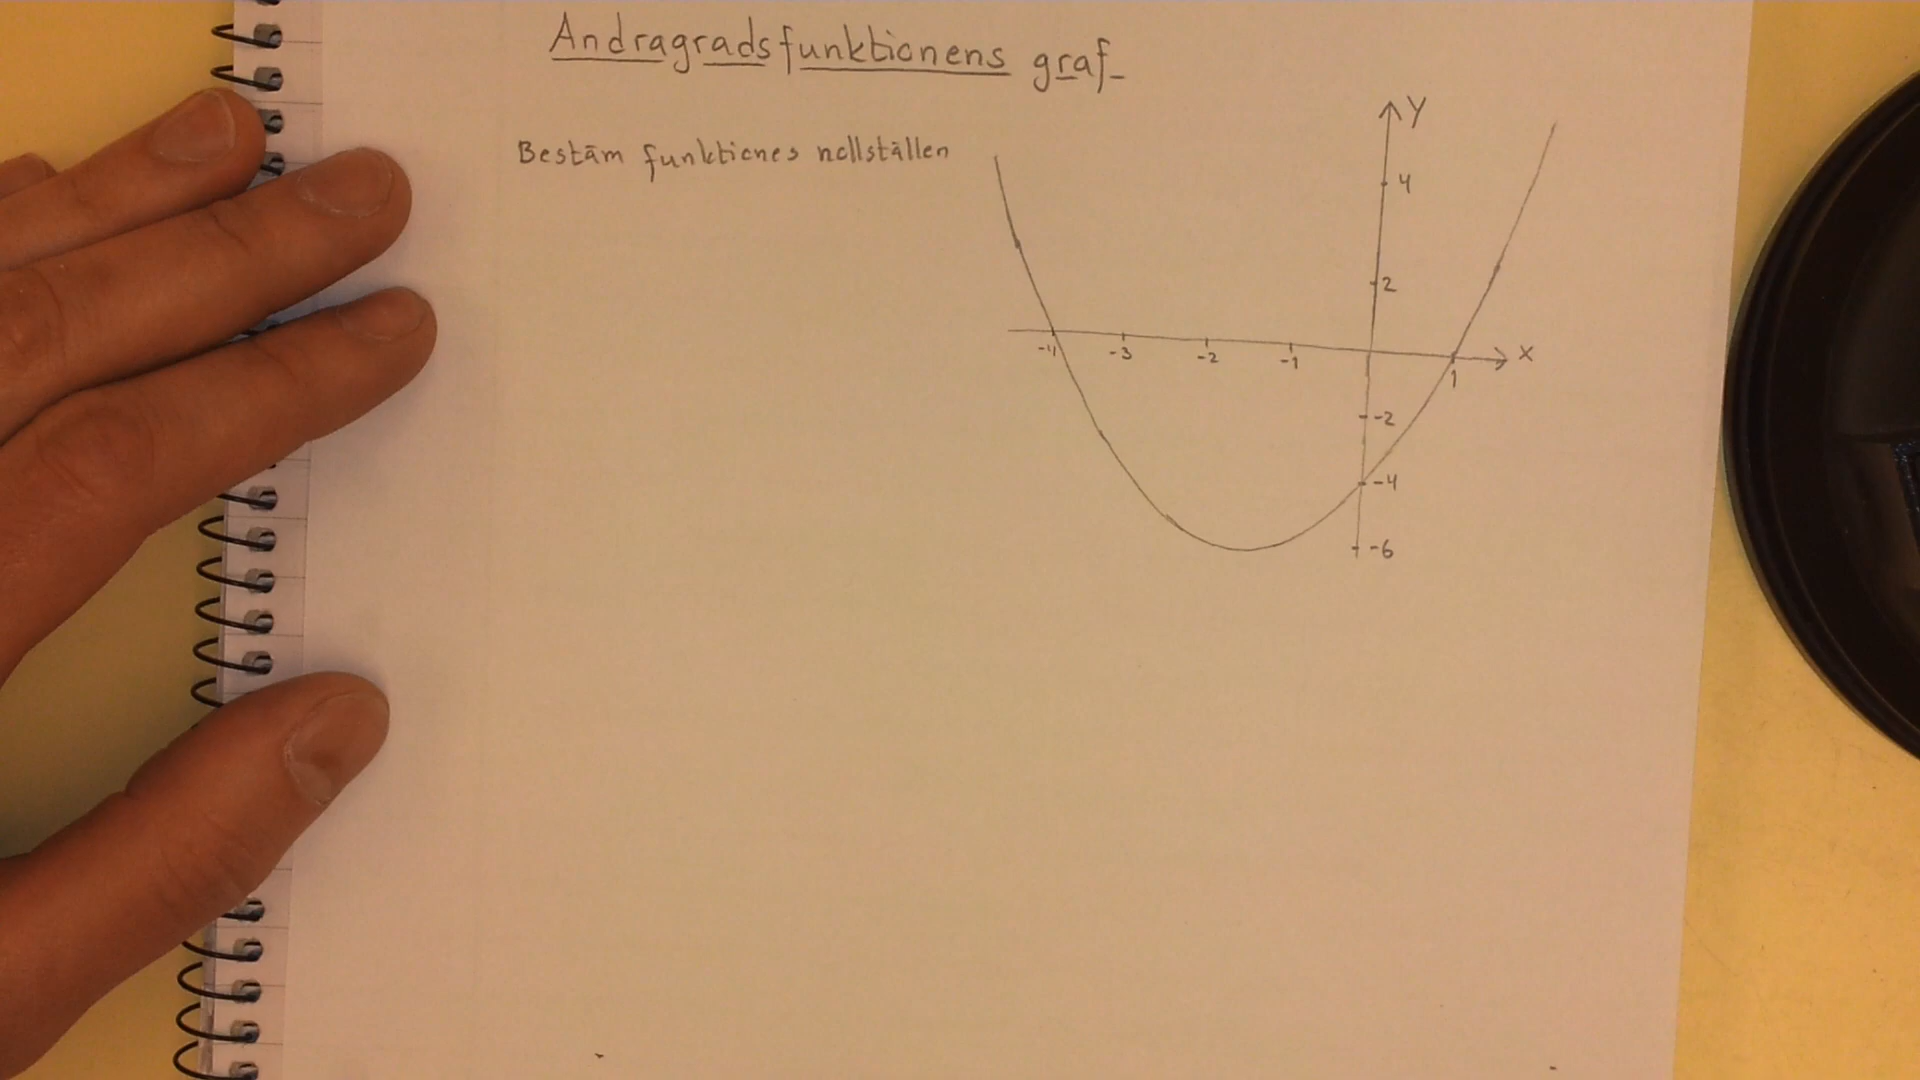 Andragradsfunktionens graf
Bestäm funktiones nollställen
Y
4
2
-4 -3 -2 -1 1 x
-2
-4
-6